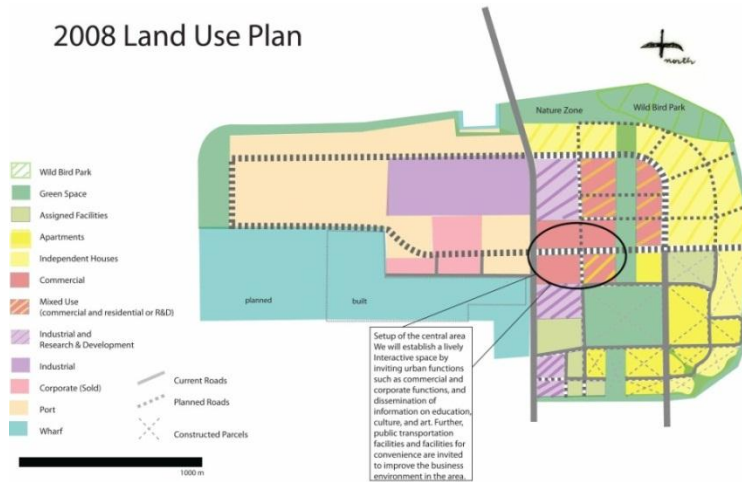 2008 Land Use Plan
north
Nature Zone
Wild Bird Park
Wild Bird Park
Green Space
Assigned Facilities
Apartments
Independent Houses
Commercial
Mixed Use
(commercial and residential or R&D)
Industrial and
Research & Development
Industrial
Corporate (Sold)
Port
Wharf
Current Roads
Planned Roads
Constructed Parcels
1000 m
planned
built
Setup of the central area
We will establish a lively
Interactive space by
inviting urban functions
such as commercial and
corporate functions, and
dissemination of
information on education,
culture, and art. Further,
public transportation
facilities and facilities for
convenience are invited
to improve the business
environment in the area.